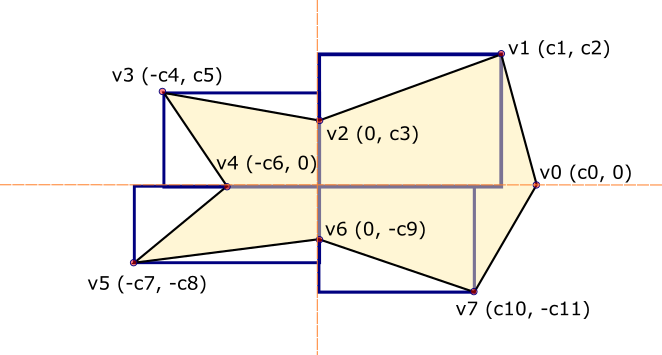 v1 (c1, c2)
v3 (-c4, c5)
v2 (0, c3)
v4 (-c6, 0)
v0 (c0, 0)
v6 (0, -c9)
v5 (-c7, -c8)
v7 (c10, -c11)